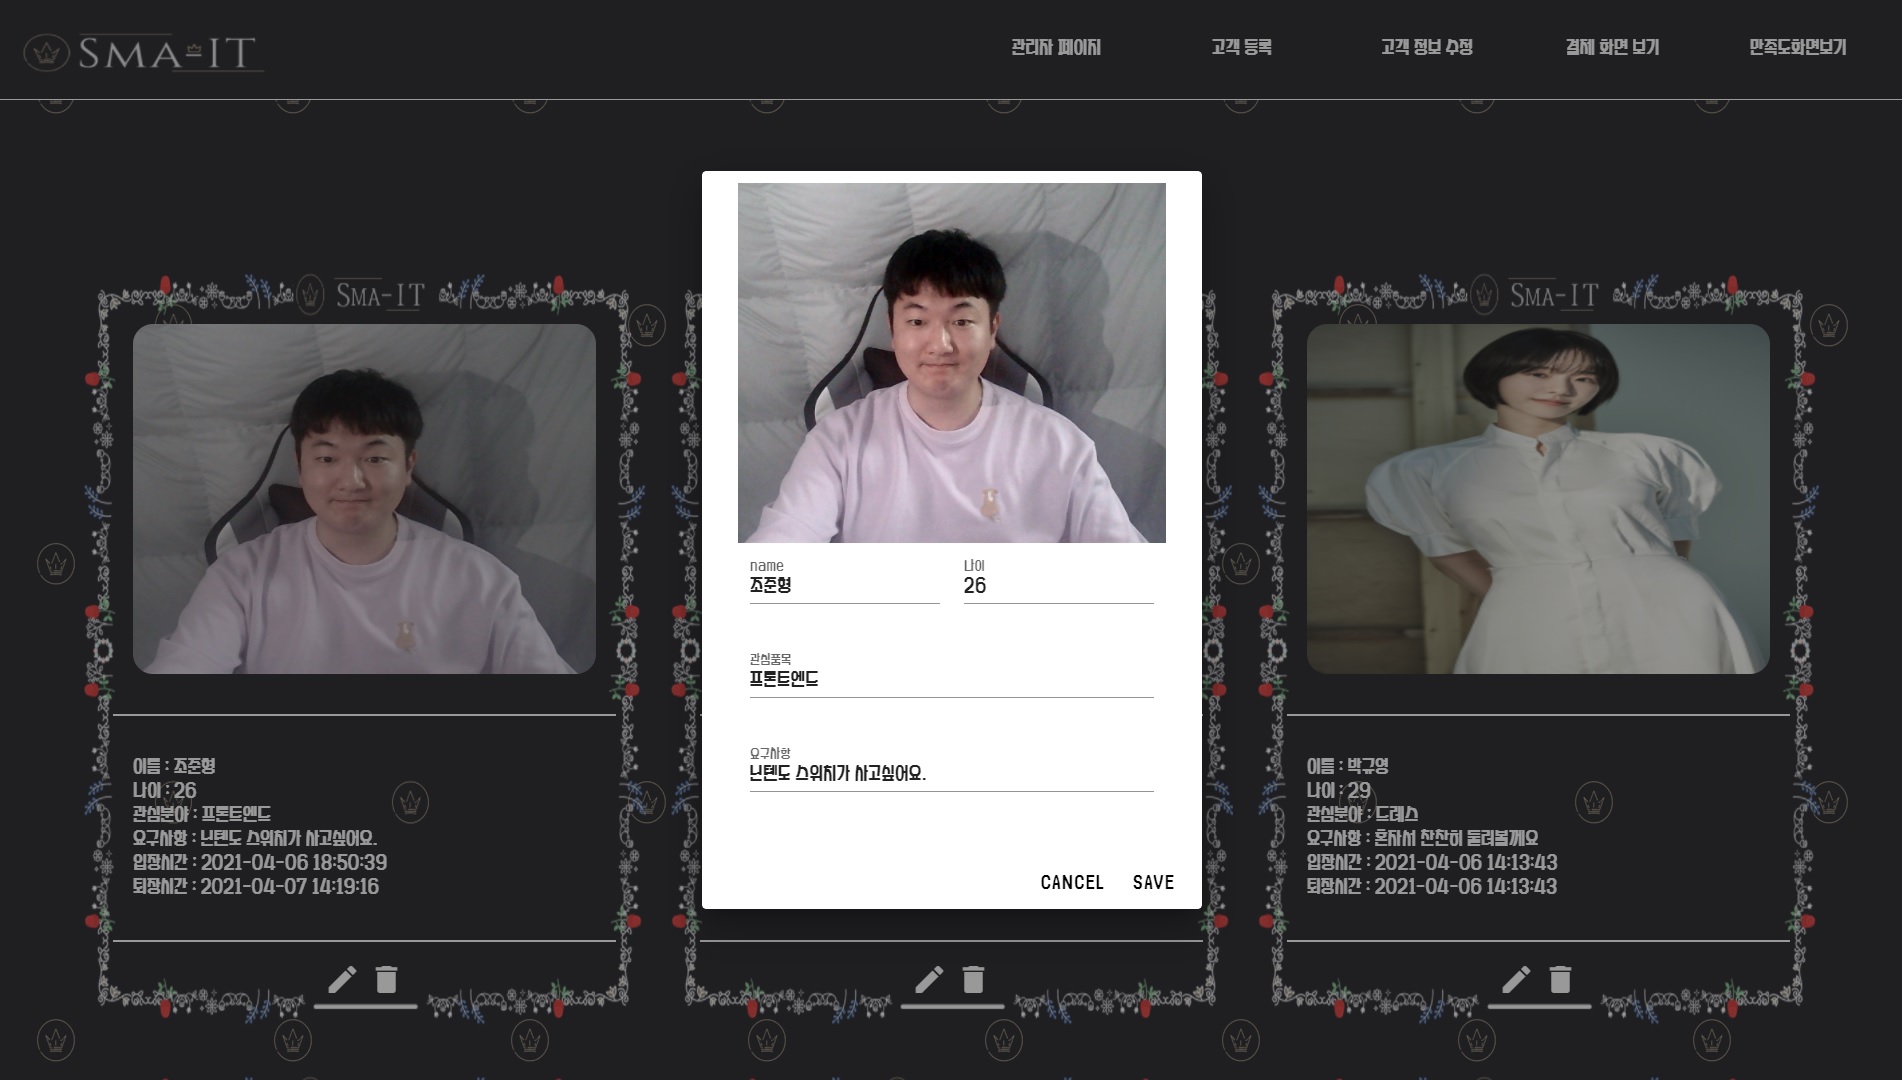 SMA-IT
관리자 페이지
고객 등록
고객 정보 수정
결제 화면 보기
만족도화면보기
SMA-IT
이름 : 조준형
나이 : 26
관심분야 : 프론트엔드
요구사항 : 닌텐도 스위치가 사고싶어요.
입장시간 : 2021-04-06 18:50:39
퇴장시간 : 2021-04-07 14:19:16
name
조준형
나이
26
관심품목
프론트엔드
요구사항
닌텐도 스위치가 사고싶어요.
CANCEL
SAVE
SMA-IT
이름 : 박규영
나이 : 29
관심분야 : 드레스
요구사항 : 혼자서 찬찬히 둘러볼께요
입장시간 : 2021-04-06 14:13:43
퇴장시간 : 2021-04-06 14:13:43